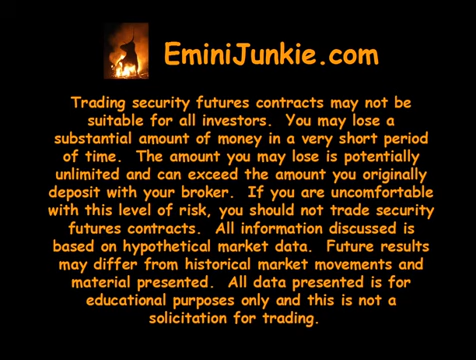 EminiJunkie.com
Trading security futures contracts may not be
suitable for all investors.  You may lose a
substantial amount of money in a very short period
of time.  The amount you may lose is potentially
unlimited and can exceed the amount you originally
deposit with your broker.  If you are uncomfortable
with this level of risk, you should not trade security
futures contracts.  All information discussed is
based on hypothetical market data.  Future results
may differ from historical market movements and
material presented.  All data presented is for
educational purposes only and this is not a
solicitation for trading.